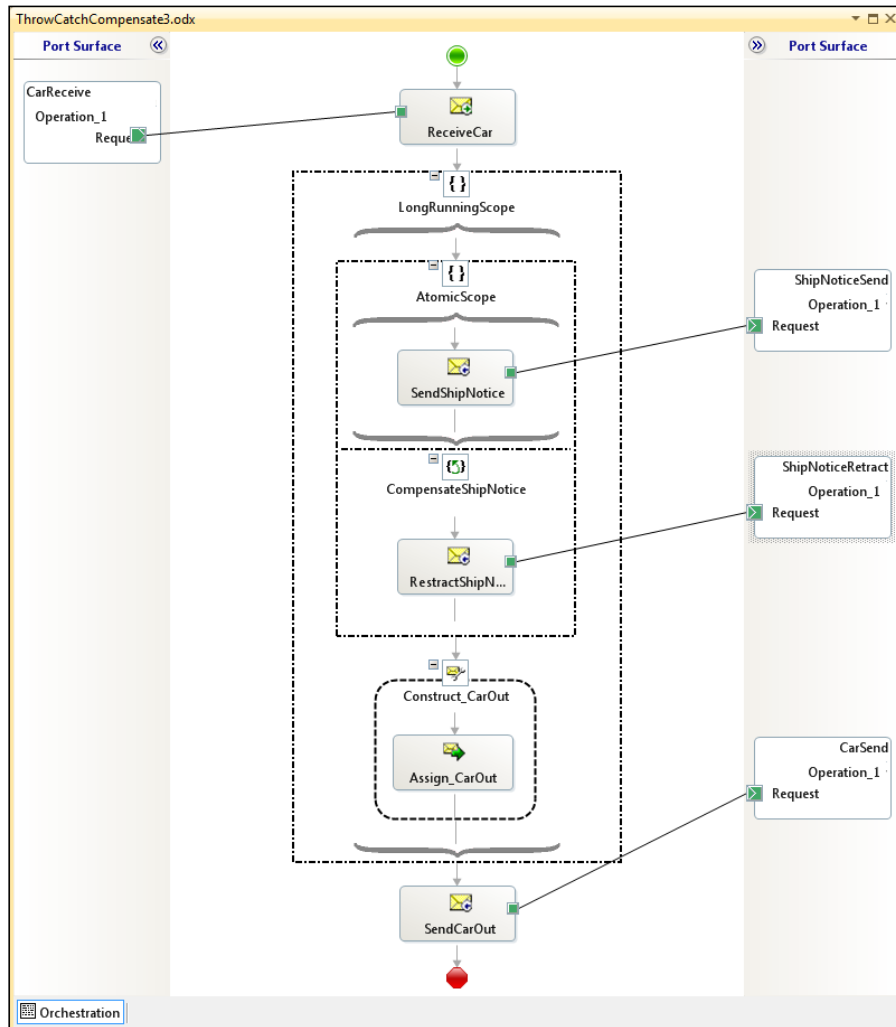 ThrowCatchCompensate3.odx
Port Surface
Port Surface
CarReceive
Operation_1
Reque
ReceiveCar
LongRunningScope
AtomicScope
SendShipNotice
ShipNoticeSend
Operation_1
Request
CompensateShipNotice
RestractShipN...
ShipNoticeRetract
Operation_1
Request
Construct_CarOut
Assign_CarOut
CarSend
Operation_1
Request
SendCarOut
Orchestration